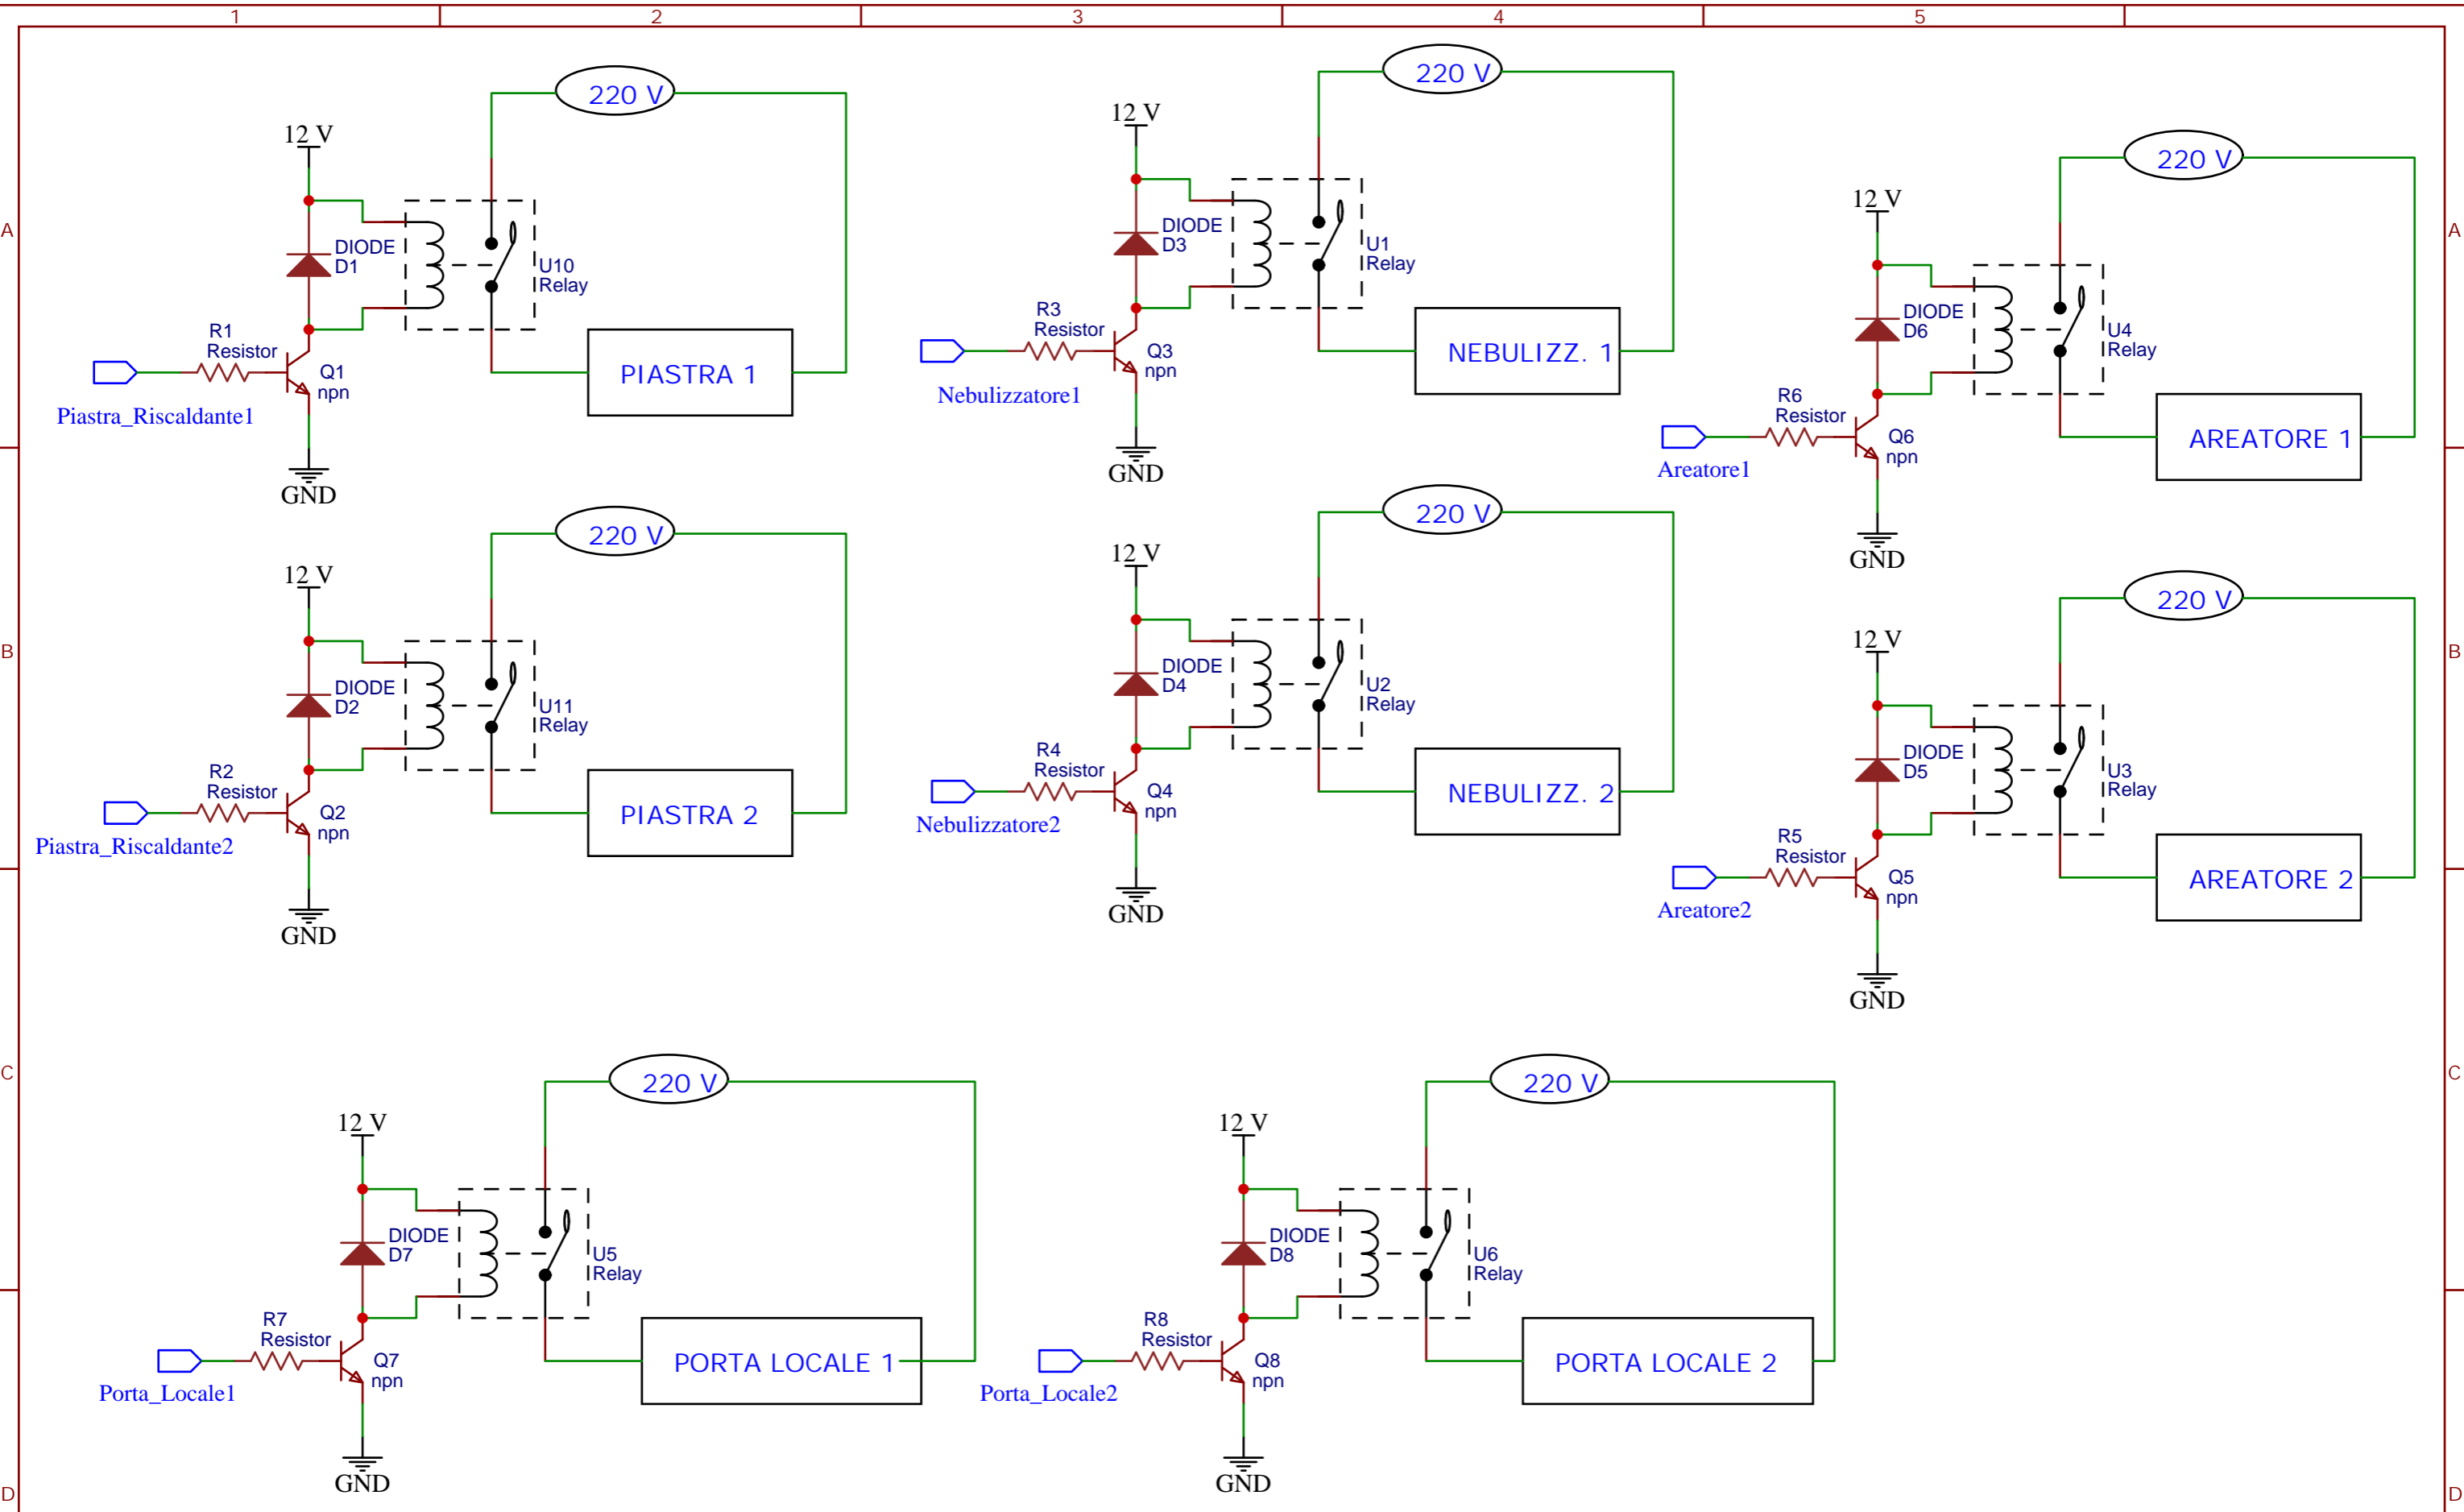 1
2
3
4
5
A
A
B
B
C
C
D
D
220 V
12 V
DIODE
D1
U10
Relay
R1
Resistor
Q1
npn
PIASTRA 1
Piastra_Riscaldante1
GND
220 V
12 V
DIODE
D3
U1
Relay
R3
Resistor
Q3
npn
NEBULIZZ. 1
Nebulizzatore1
GND
220 V
12 V
DIODE
D6
U4
Relay
R6
Resistor
Q6
npn
AREATORE 1
Areatore1
GND
220 V
12 V
DIODE
D2
U11
Relay
R2
Resistor
Q2
npn
PIASTRA 2
Piastra_Riscaldante2
GND
220 V
12 V
DIODE
D4
U2
Relay
R4
Resistor
Q4
npn
NEBULIZZ. 2
Nebulizzatore2
GND
220 V
12 V
DIODE
D5
U3
Relay
R5
Resistor
Q5
npn
AREATORE 2
Areatore2
GND
220 V
12 V
DIODE
D7
U5
Relay
R7
Resistor
Q7
npn
PORTA LOCALE 1
Porta_Locale1
GND
220 V
12 V
DIODE
D8
U6
Relay
R8
Resistor
Q8
npn
PORTA LOCALE 2
Porta_Locale2
GND